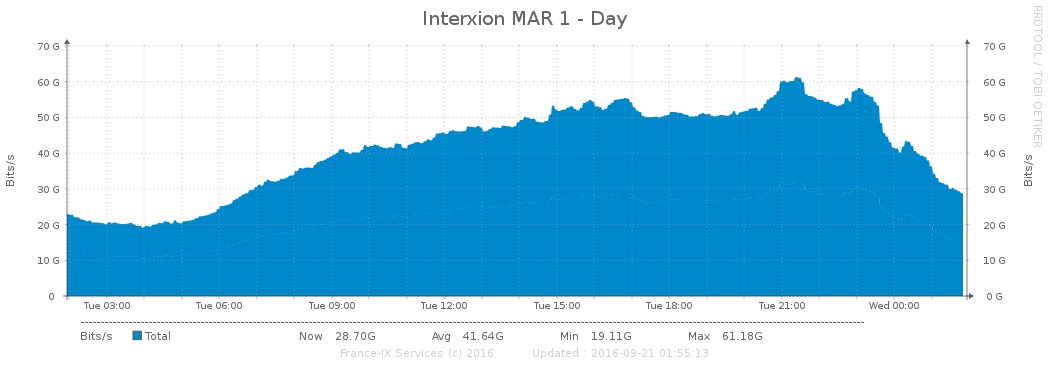 Interxion MAR 1 - Day
RRDTOOL / TOBI OETIKER
Bits/s
70 G 70 G
60 G 60 G
50 G 50 G
40 G 40 G
30 G 30 G
20 G 20 G
10 G 10 G
0 0 G
Bits/s
Tue 03:00 Tue 06:00 Tue 09:00 Tue 12:00 Tue 15:00 Tue 18:00 Tue 21:00 Wed 00:00
Bits/s Total Now 28.70G Avg 41.64G Min 19.11G Max 61.18G
France-IX Services (c) 2016 Updated : 2016-09-21 01:55:13